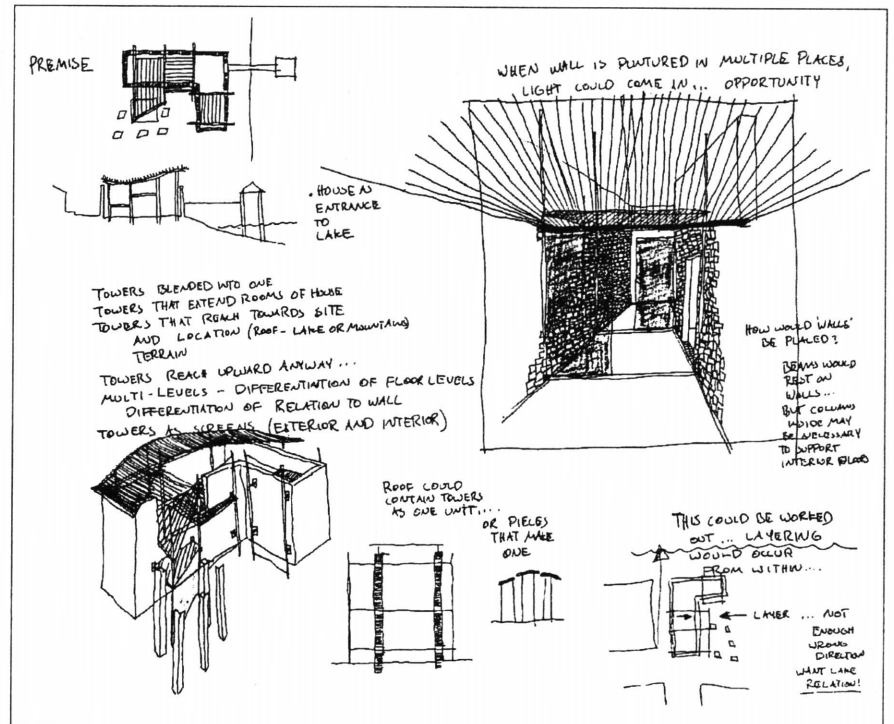 PREMISE
WHEN WALL IS PUNTURED IN MULTIPLE PLACES,
LIGHT COULD COME IN... OPPORTUNITY
. HOUSE N
ENTRANCE
TO
LAKE
TOWERS BLENDED INTO ONE
TOWERS THAT EXTEND ROOMS OF HOUSE
TOWERS THAT REACH TOWARDS SITE
AND LOCATION (ROOF - LAKE OR MOUNTAINS)
TERRAIN
TOWERS REACH UPWARD ANYWAY...
MULTI-LEVELS - DIFFERENTINTION OF FLOOR LEVELS
DIFFERENTIATION OF RELATION TO WALL
TOWERS AS SCREENS (EXTERIOR AND INTERIOR)
HOW WOULD 'WALLS'
BE PLACED?
BEAMS WOULD
REST ON
WALLS...
BUT COLUMNS
INSIDE MAY
BE NECESSARY
TO SUPPORT
INTERIOR FLOOR
ROOF COULD
CONTAIN TOWERS
AS ONE UNIT....
OR PIECES
THAT MAKE
ONE
THIS COULD BE WORKED
OUT ... LAYERING
WOULD OCCUR
FROM WITHIN....
LAYER ... NOT
ENOUGH
WRONG
DIRECTION
WANT LAKE
RELATION!